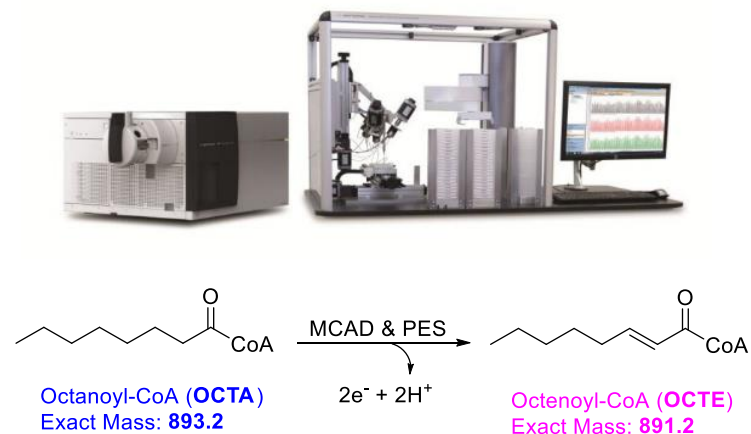 O
O
MCAD & PES
CoA
CoA
2e⁻ + 2H⁺
Octanoyl-CoA (OCTA)
Octenoyl-CoA (OCTE)
Exact Mass: 893.2
Exact Mass: 891.2